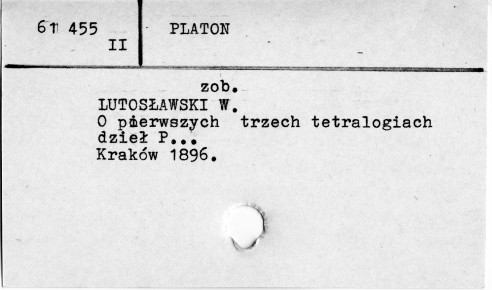 61 455
II
PLATON
zob.
LUTOSŁAWSKI W.
O pierwszych trzech tetralogiach
dzieł P...
Kraków 1896.